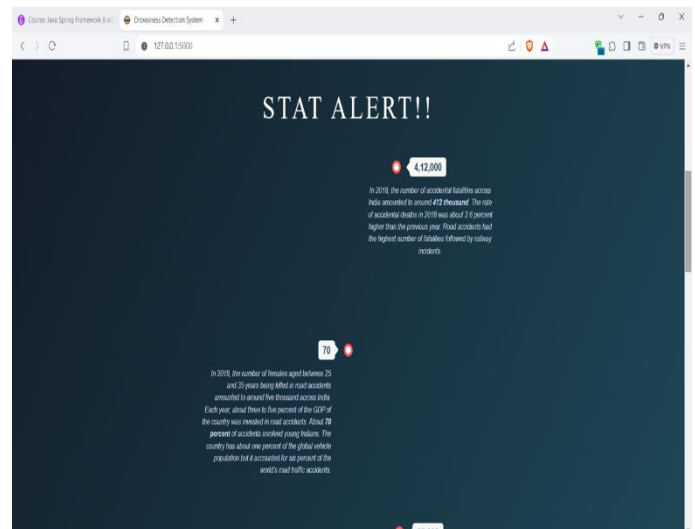 Course: Java Spring Framework 6 wi
Drowsiness Detection System
127.0.0.1:5000
VPN
STAT ALERT!!
4,12,000
In 2018, the number of accidental fatalities across
India amounted to around 412 thousand. The rate
of accidental deaths in 2018 was about 2.6 percent
higher than the previous year. Road accidents had
the highest number of fatalities followed by railway
incidents.
70
In 2018, the number of females aged between 25
and 35 years being killed in road accidents
amounted to around five thousand across India.
Each year, about three to five percent of the GDP of
the country was invested in road accidents. About 70
percent of accidents involved young Indians. The
country has about one percent of the global vehicle
population but it accounted for six percent of the
world's road traffic accidents.